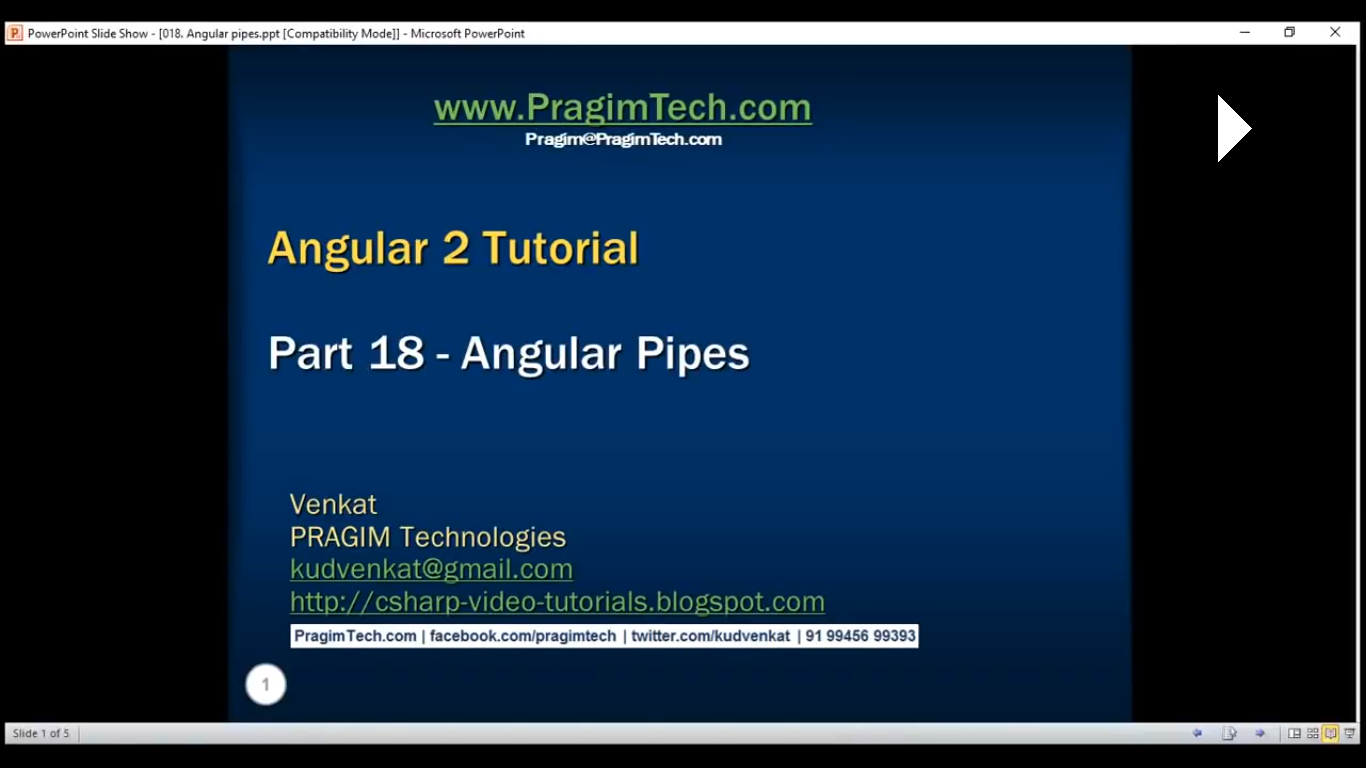 PowerPoint Slide Show - [018. Angular pipes.ppt [Compatibility Mode]] - Microsoft PowerPoint
www.PragimTech.com
Pragim@PragimTech.com
Angular 2 Tutorial
Part 18 - Angular Pipes
Venkat
PRAGIM Technologies
kudvenkat@gmail.com
http://csharp-video-tutorials.blogspot.com
PragimTech.com | facebook.com/pragimtech | twitter.com/kudvenkat | 91 99456 99393
1
Slide 1 of 5